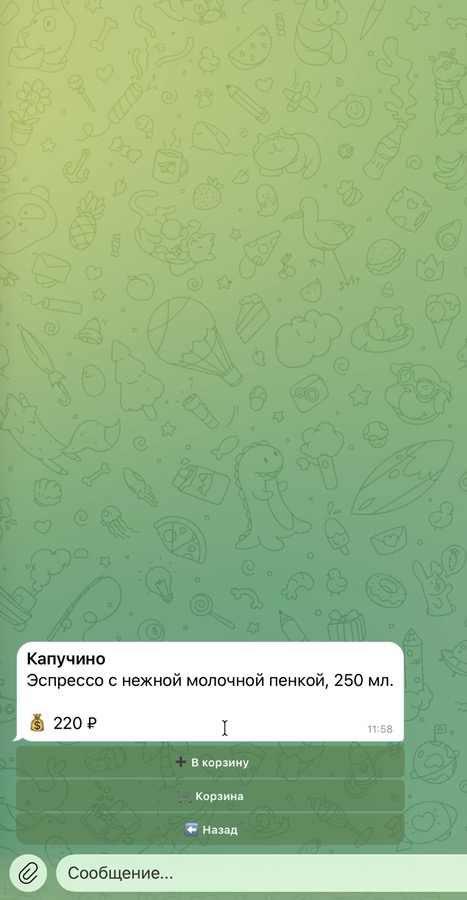 Капучино
Эспрессо с нежной молочной пенкой, 250 мл.
💰 220 ₽
11:58
➕ В корзину
🛒 Корзина
⬅️ Назад
Сообщение...